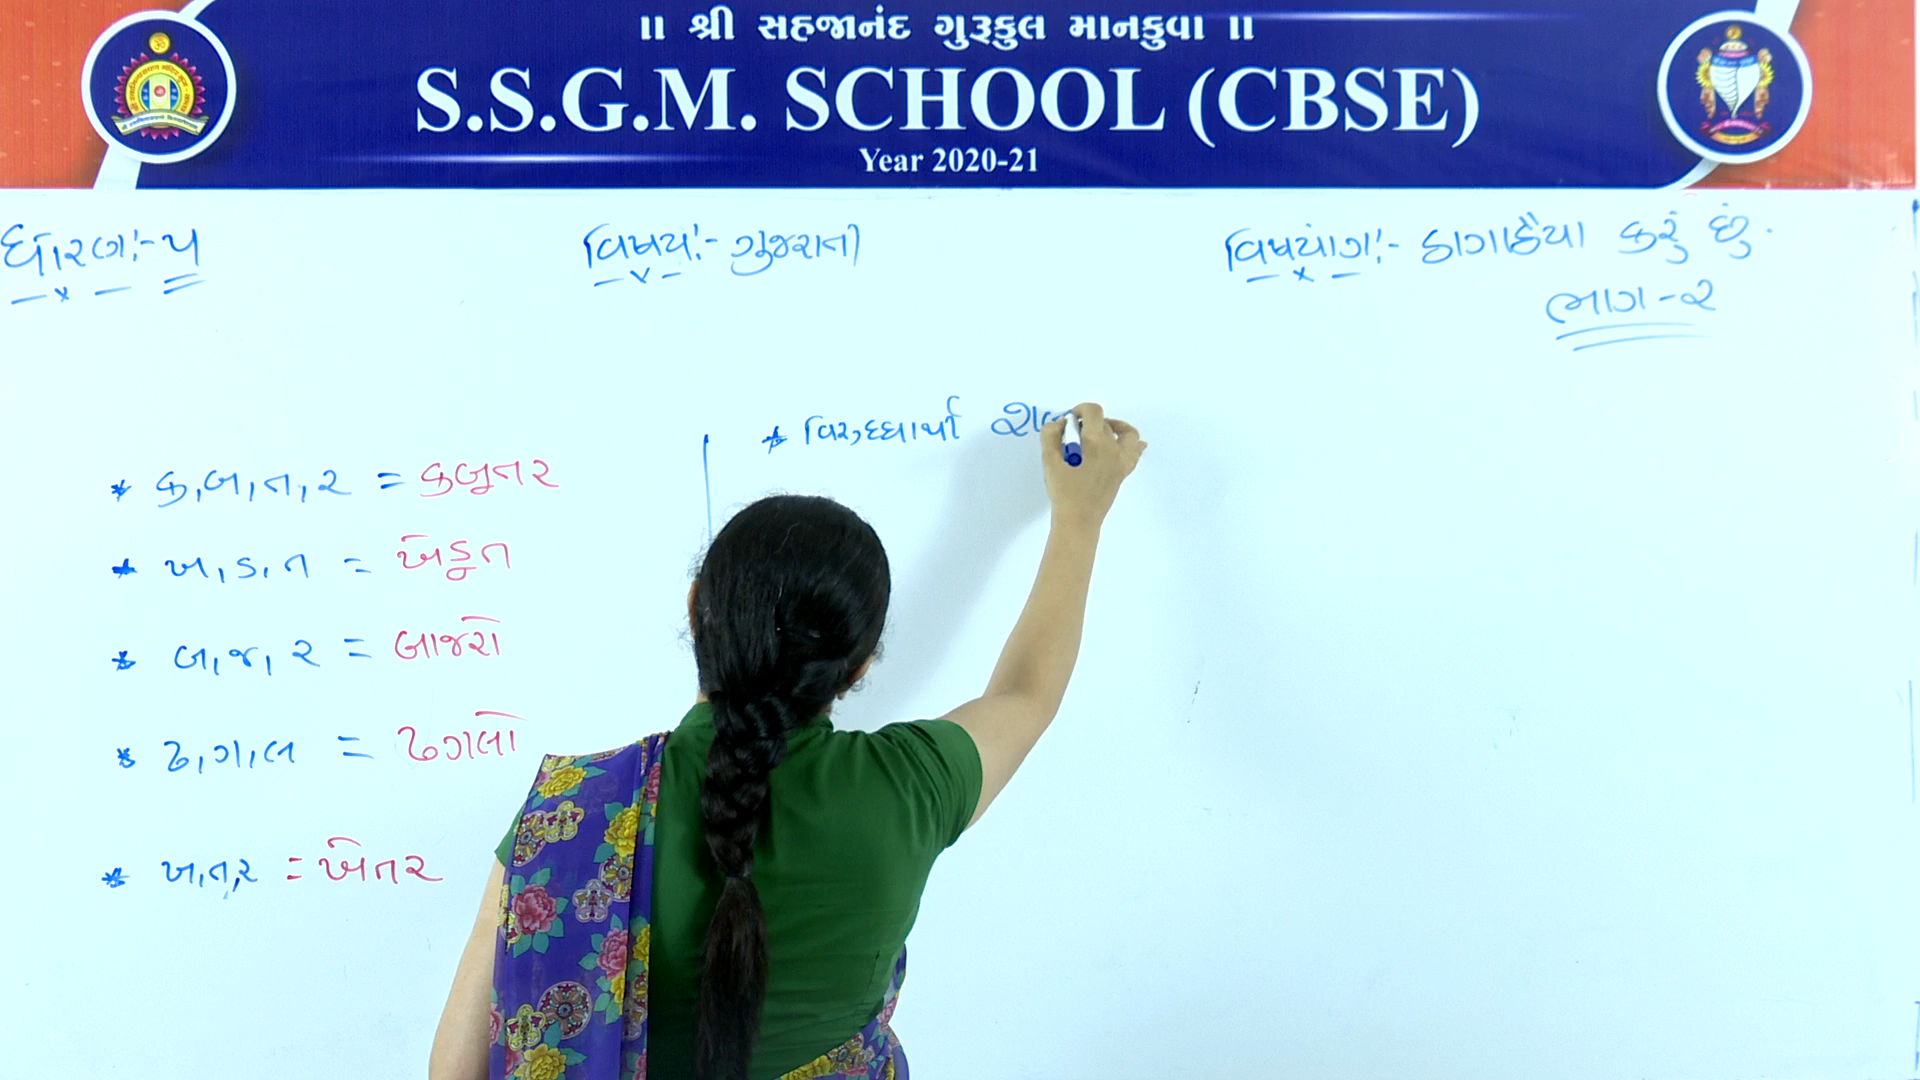 ॥ શ્રી સહજાનંદ ગુરૂકુલ માનકુવા ॥
S.S.G.M. SCHOOL (CBSE)
Year 2020-21
ધોરણ:- ૫
વિષય:- ગુજરાતી
વિષયાંગ:- કાગડૈયા કરું છું.
ભાગ-૨
* ક,બ,ત,ર = કબૂતર
* ખ,ડ,ત = ખેડૂત
* બ,જ,ર = બાજરો
* ઢ,ગ,લ = ઢગલો
* ખ,ત,ર = ખેતર
* વિરુદ્ધાર્થી